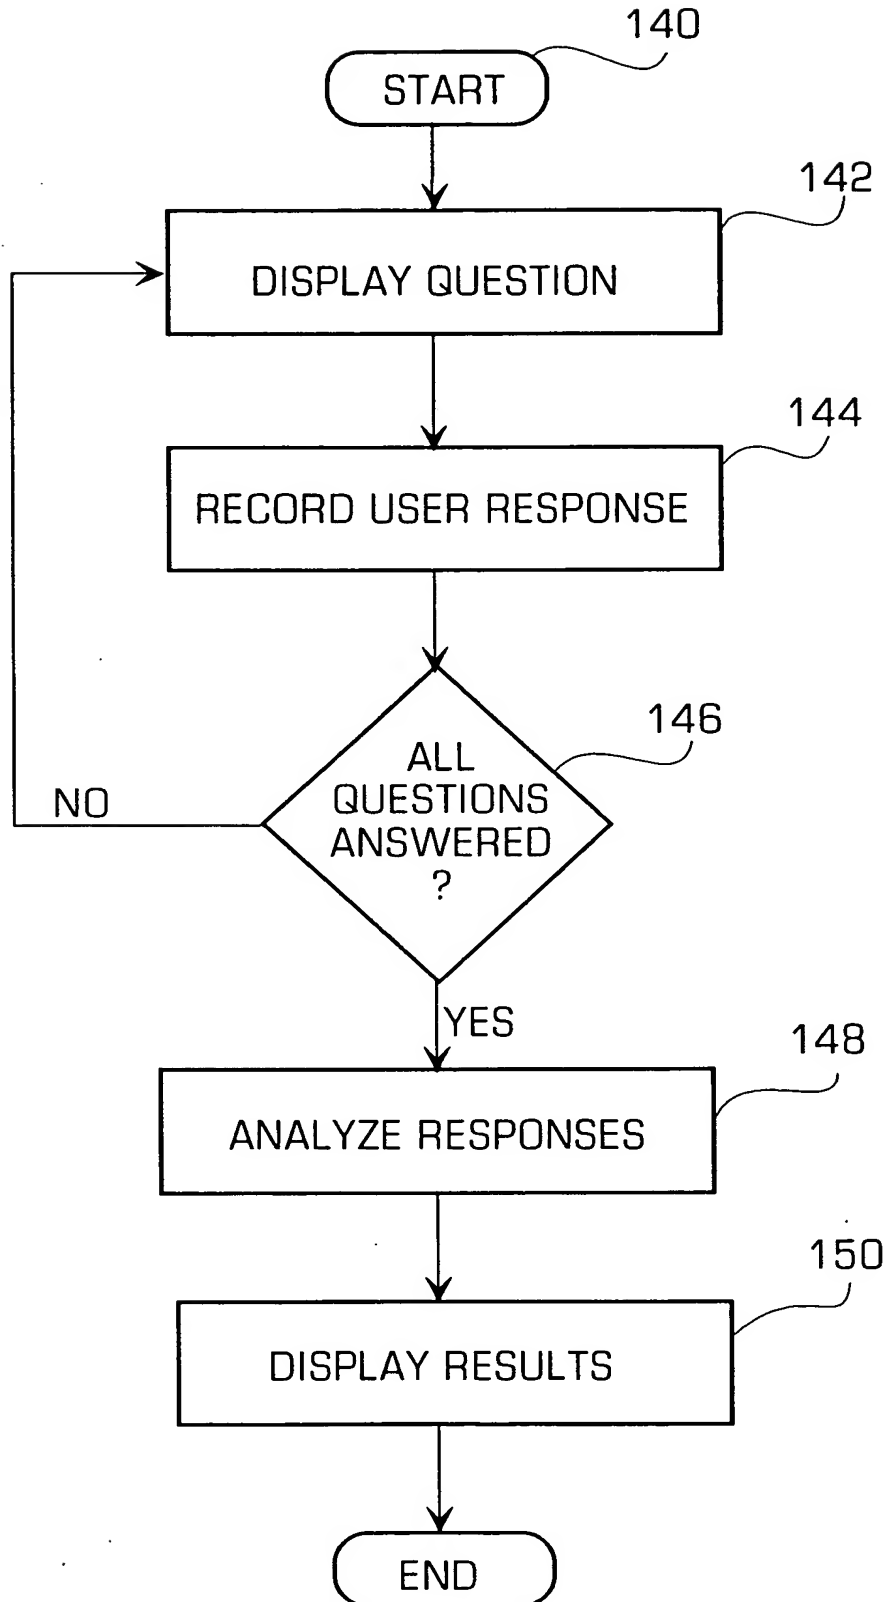 140
START
142
DISPLAY QUESTION
144
RECORD USER RESPONSE
146
ALL
QUESTIONS
ANSWERED
?
NO
YES
148
ANALYZE RESPONSES
150
DISPLAY RESULTS
END